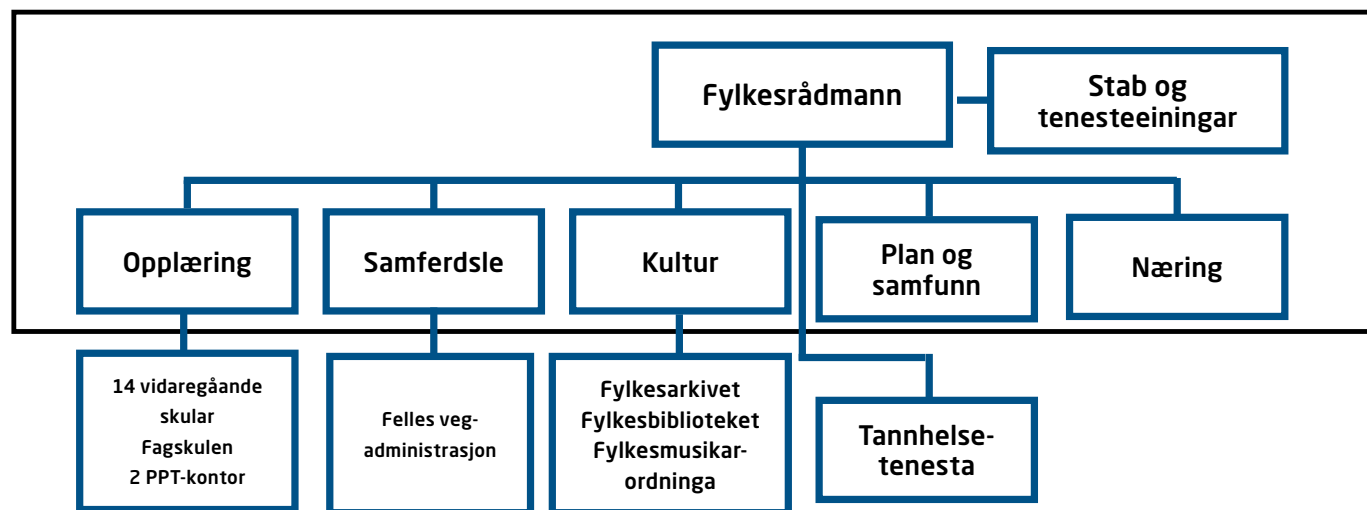 Fylkesrådmann
Stab og
tenesteeiningar
Opplæring
Samferdsle
Kultur
Plan og
samfunn
Næring
14 vidaregåande
skular
Fagskulen
2 PPT-kontor
Felles veg-
administrasjon
Fylkesarkivet
Fylkesbiblioteket
Fylkesmusikar-
ordninga
Tannhelse-
tenesta